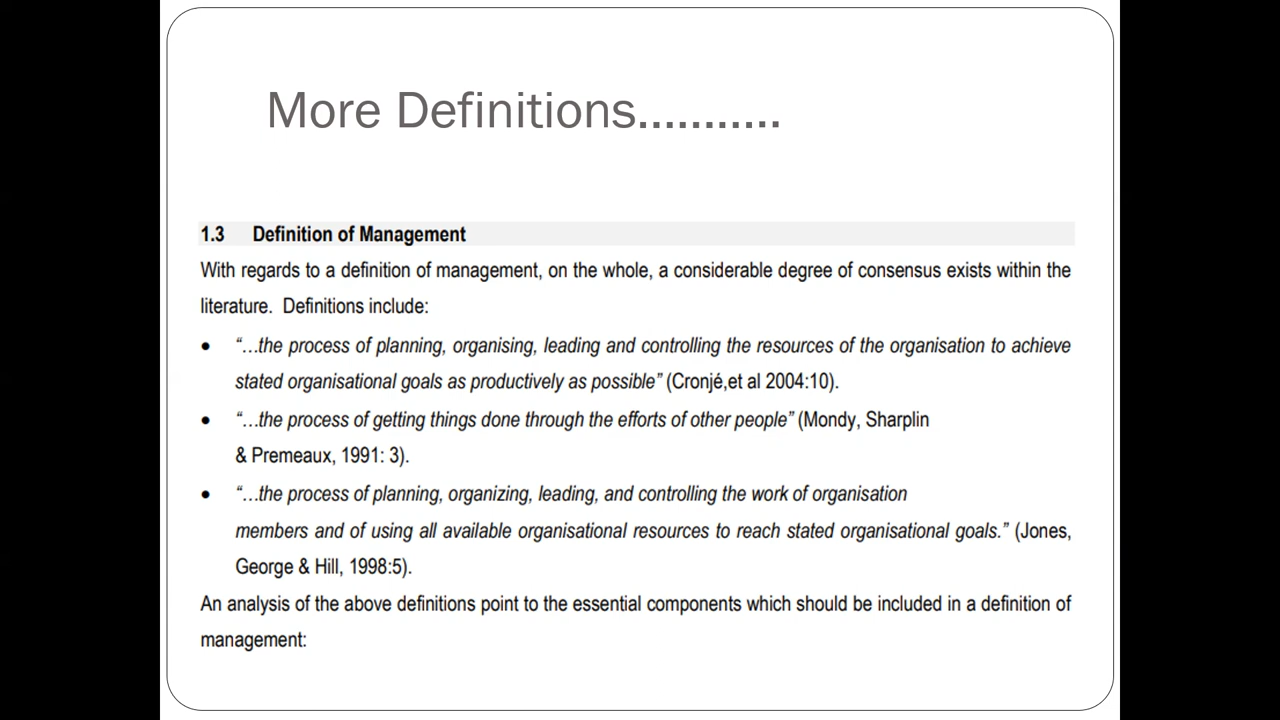 More Definitions...........
1.3 Definition of Management
With regards to a definition of management, on the whole, a considerable degree of consensus exists within the
literature. Definitions include:
• “…the process of planning, organising, leading and controlling the resources of the organisation to achieve
stated organisational goals as productively as possible” (Cronjé,et al 2004:10).
• “…the process of getting things done through the efforts of other people” (Mondy, Sharplin
& Premeaux, 1991: 3).
• “…the process of planning, organizing, leading, and controlling the work of organisation
members and of using all available organisational resources to reach stated organisational goals.” (Jones,
George & Hill, 1998:5).
An analysis of the above definitions point to the essential components which should be included in a definition of
management: